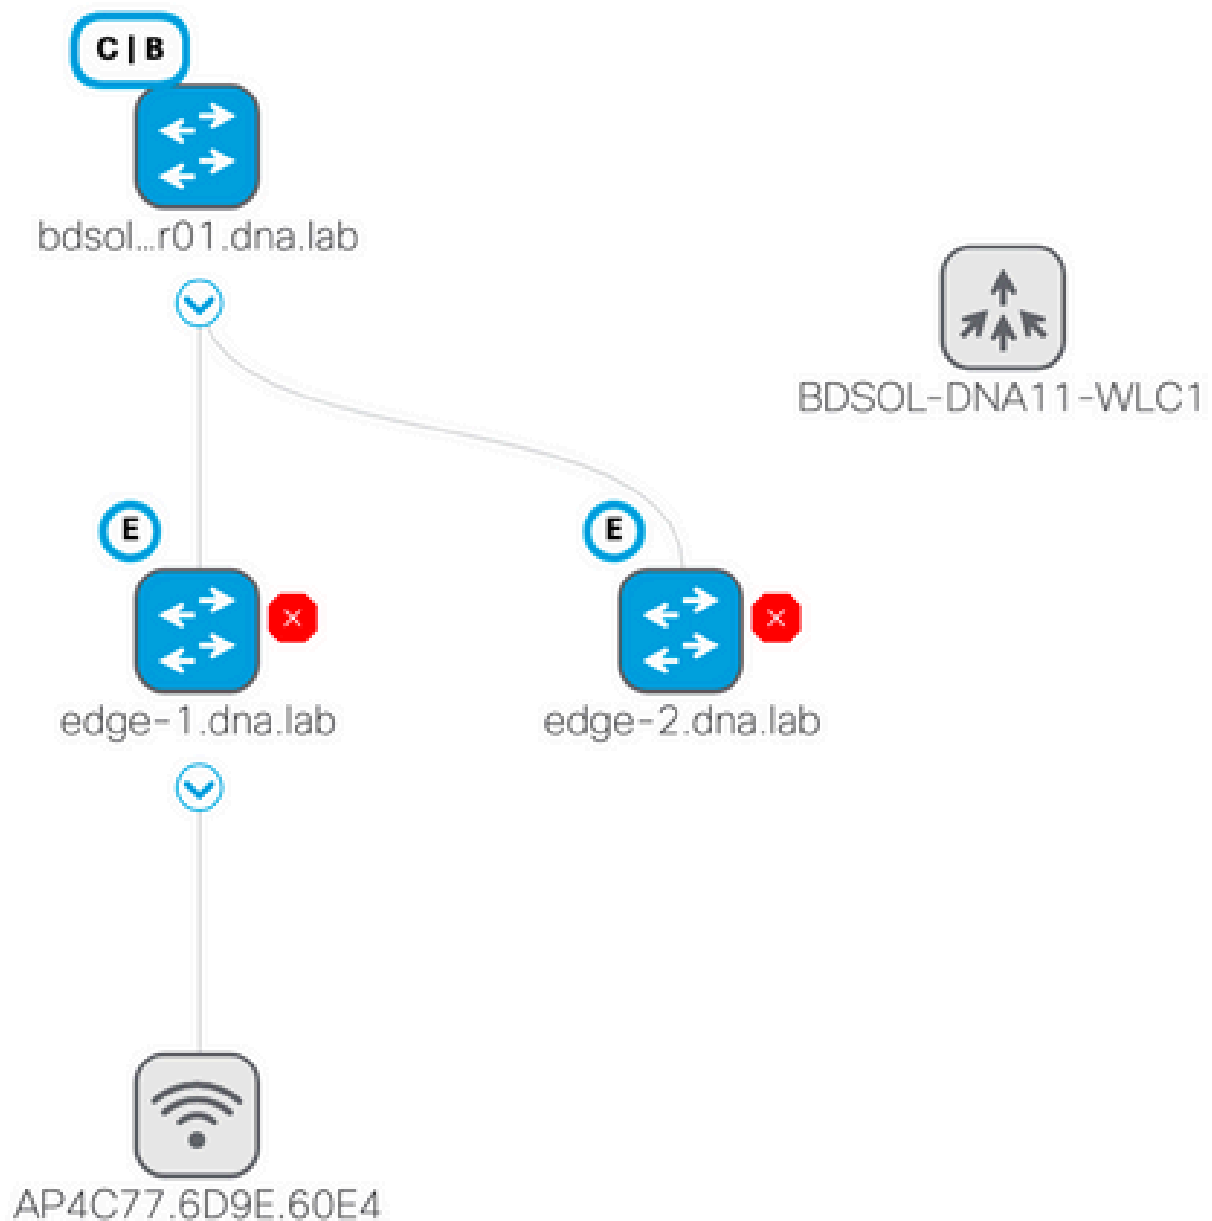 C | B
bdsol...r01.dna.lab
BDSOL-DNA11-WLC1
E
E
edge-1.dna.lab
edge-2.dna.lab
AP4C77.6D9E.60E4